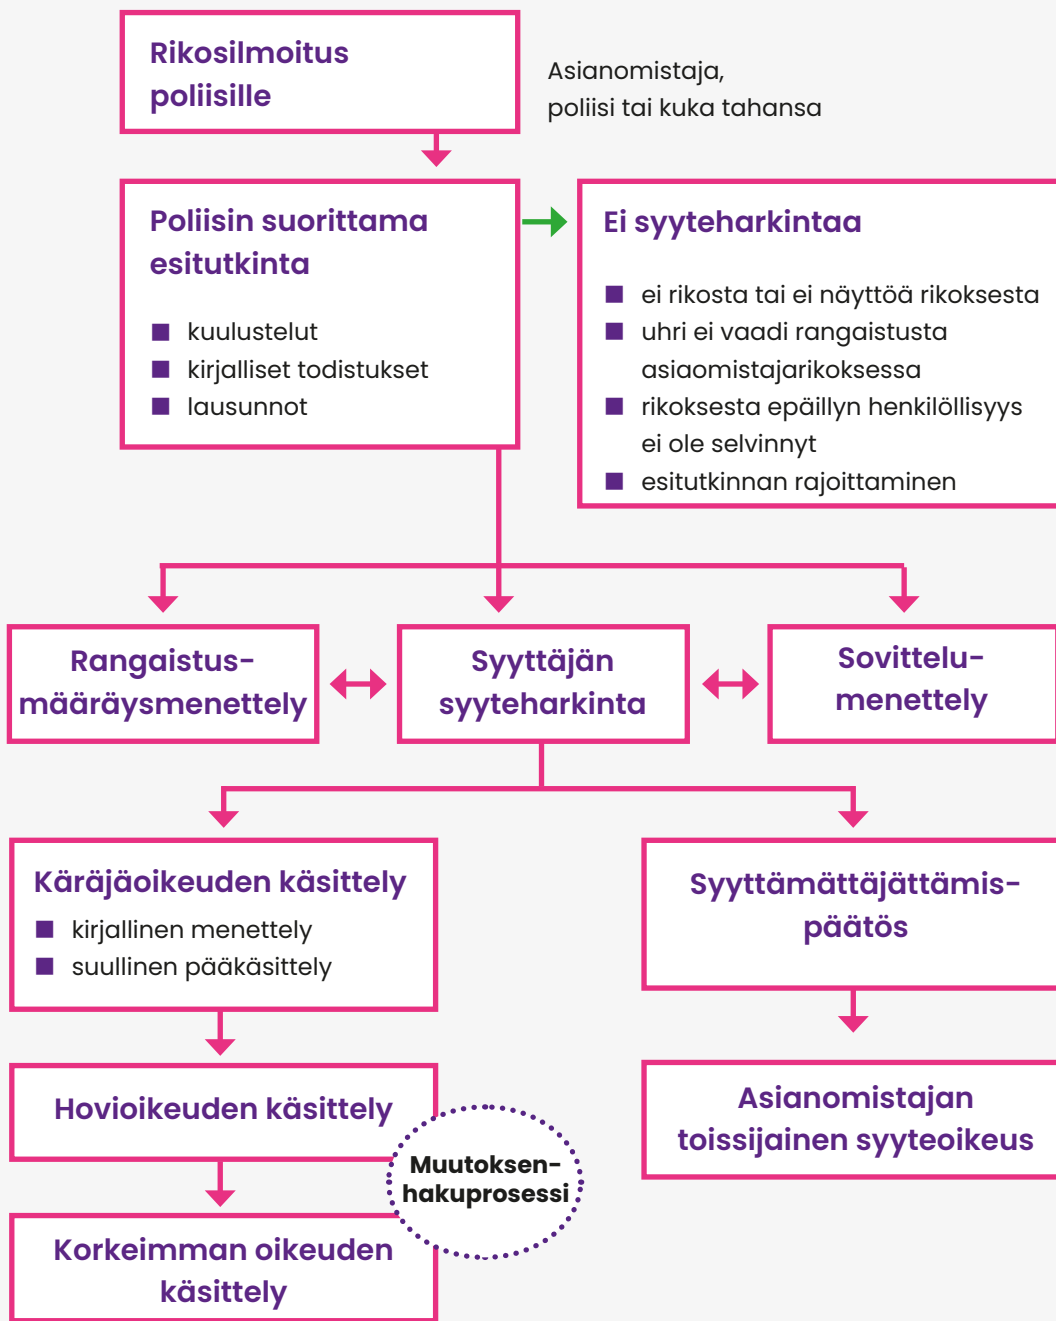 Rikosilmoitus
poliisille
Asianomistaja,
poliisi tai kuka tahansa
Poliisin suorittama
esitutkinta
kuulustelut
kirjalliset todistukset
lausunnot
Ei syyteharkintaa
ei rikosta tai ei näyttöä rikoksesta
uhri ei vaadi rangaistusta
asiaomistajarikoksessa
rikoksesta epäillyn henkilöllisyys
ei ole selvinnyt
esitutkinnan rajoittaminen
Rangaistus-
määräysmenettely
Syyttäjän
syyteharkinta
Sovittelu-
menettely
Käräjäoikeuden käsittely
kirjallinen menettely
suullinen pääkäsittely
Syyttämättäjättämis-
päätös
Hovioikeuden käsittely
Asianomistajan
toissijainen syyteoikeus
Muutoksen-
hakuprosessi
Korkeimman oikeuden
käsittely